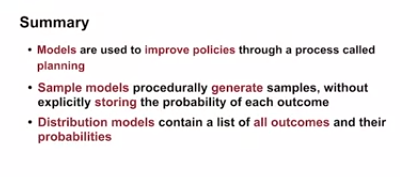 Summary
• Models are used to improve policies through a process called
planning
• Sample models procedurally generate samples, without
explicitly storing the probability of each outcome
• Distribution models contain a list of all outcomes and their
probabilities